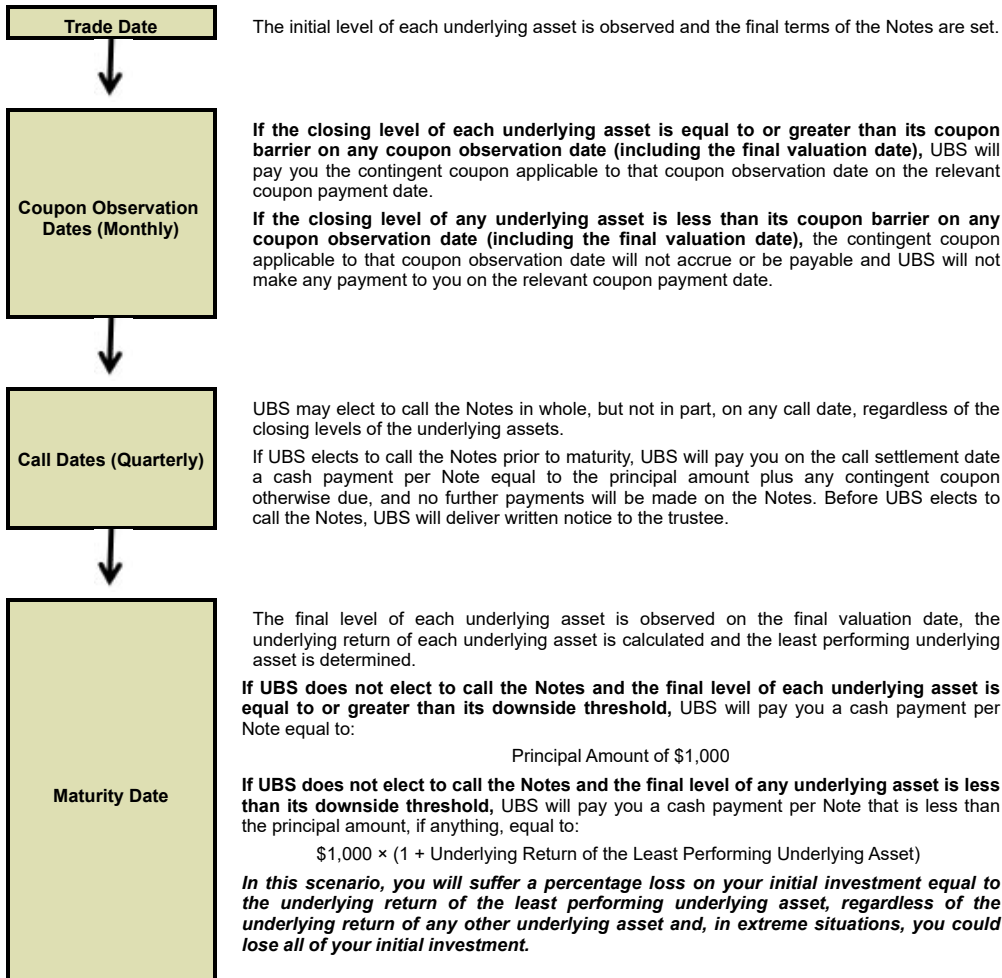 Trade Date
The initial level of each underlying asset is observed and the final terms of the Notes are set.
Coupon Observation
Dates (Monthly)
If the closing level of each underlying asset is equal to or greater than its coupon
barrier on any coupon observation date (including the final valuation date), UBS will
pay you the contingent coupon applicable to that coupon observation date on the relevant
coupon payment date.
If the closing level of any underlying asset is less than its coupon barrier on any
coupon observation date (including the final valuation date), the contingent coupon
applicable to that coupon observation date will not accrue or be payable and UBS will not
make any payment to you on the relevant coupon payment date.
Call Dates (Quarterly)
UBS may elect to call the Notes in whole, but not in part, on any call date, regardless of the
closing levels of the underlying assets.
If UBS elects to call the Notes prior to maturity, UBS will pay you on the call settlement date
a cash payment per Note equal to the principal amount plus any contingent coupon
otherwise due, and no further payments will be made on the Notes. Before UBS elects to
call the Notes, UBS will deliver written notice to the trustee.
Maturity Date
The final level of each underlying asset is observed on the final valuation date, the
underlying return of each underlying asset is calculated and the least performing underlying
asset is determined.
If UBS does not elect to call the Notes and the final level of each underlying asset is
equal to or greater than its downside threshold, UBS will pay you a cash payment per
Note equal to:
Principal Amount of $1,000
If UBS does not elect to call the Notes and the final level of any underlying asset is less
than its downside threshold, UBS will pay you a cash payment per Note that is less than
the principal amount, if anything, equal to:
$1,000 × (1 + Underlying Return of the Least Performing Underlying Asset)
In this scenario, you will suffer a percentage loss on your initial investment equal to
the underlying return of the least performing underlying asset, regardless of the
underlying return of any other underlying asset and, in extreme situations, you could
lose all of your initial investment.